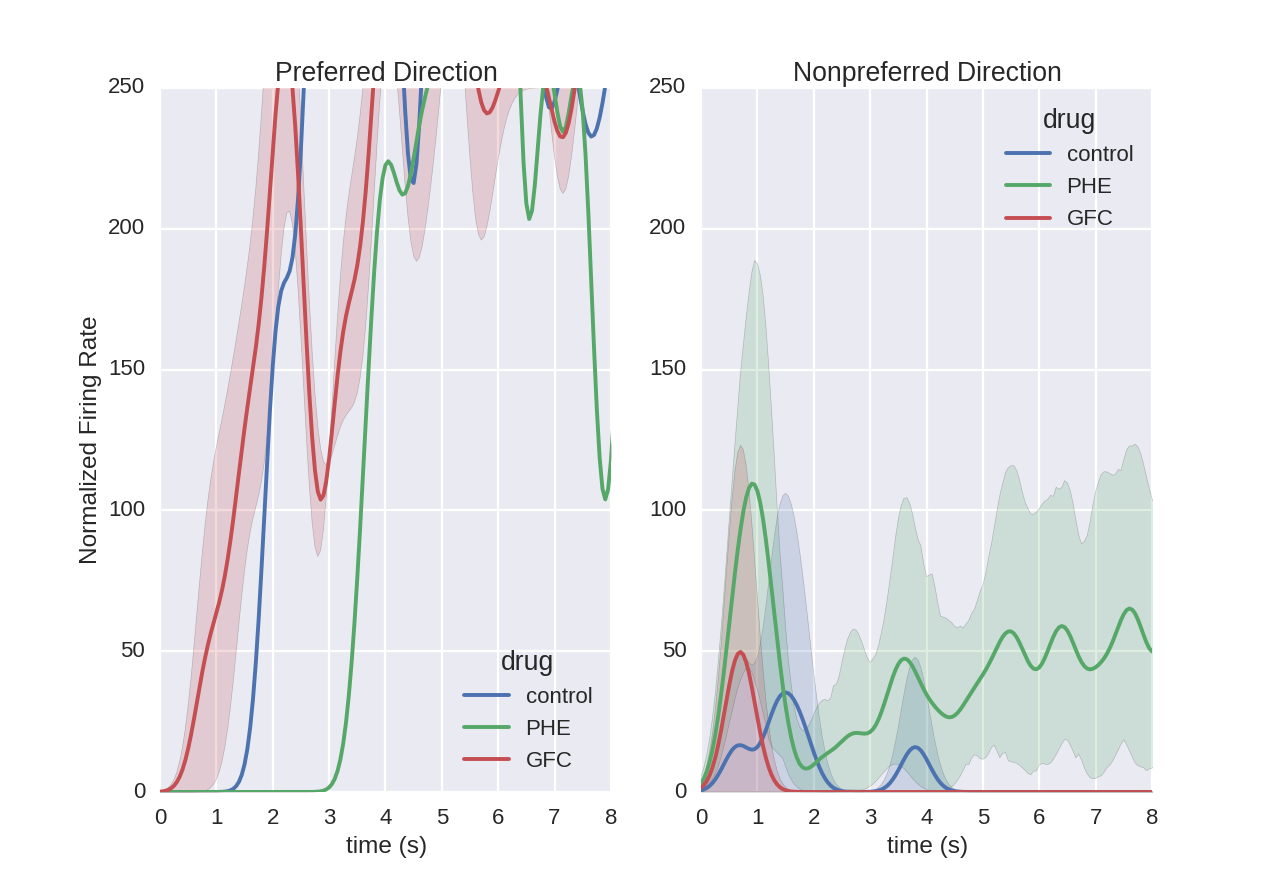 Preferred Direction
Normalized Firing Rate
250
200
150
100
50
0
0 1 2 3 4 5 6 7 8
time (s)
drug
control
PHE
GFC
Nonpreferred Direction
250
200
150
100
50
0
0 1 2 3 4 5 6 7 8
time (s)
drug
control
PHE
GFC